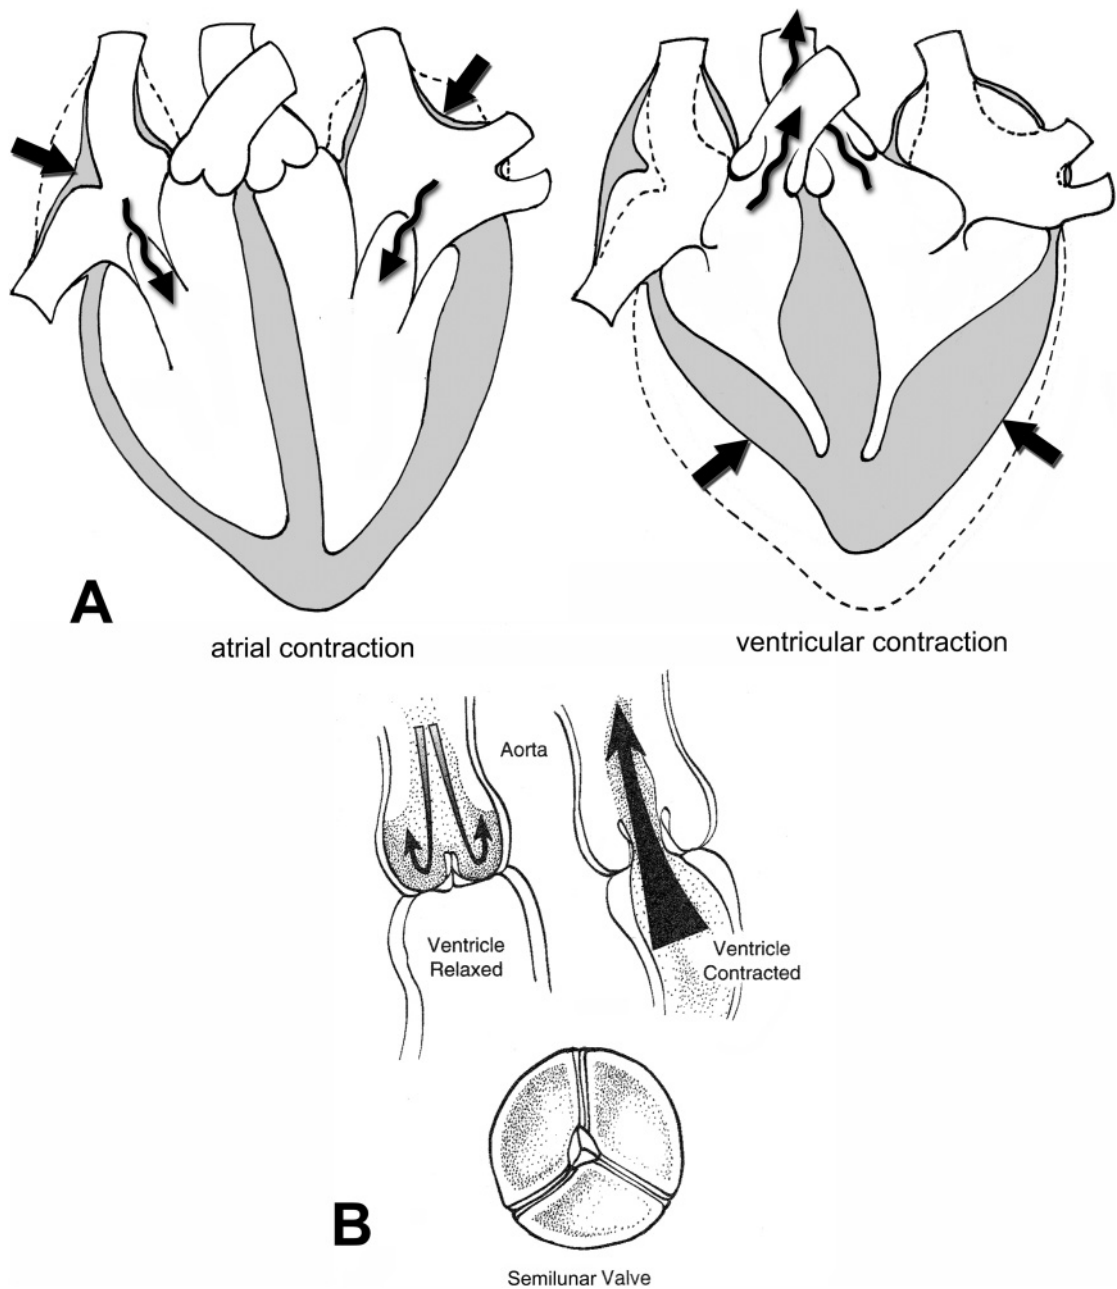 A
atrial contraction
ventricular contraction
Aorta
Ventricle
Relaxed
Ventricle
Contracted
B
Semilunar Valve